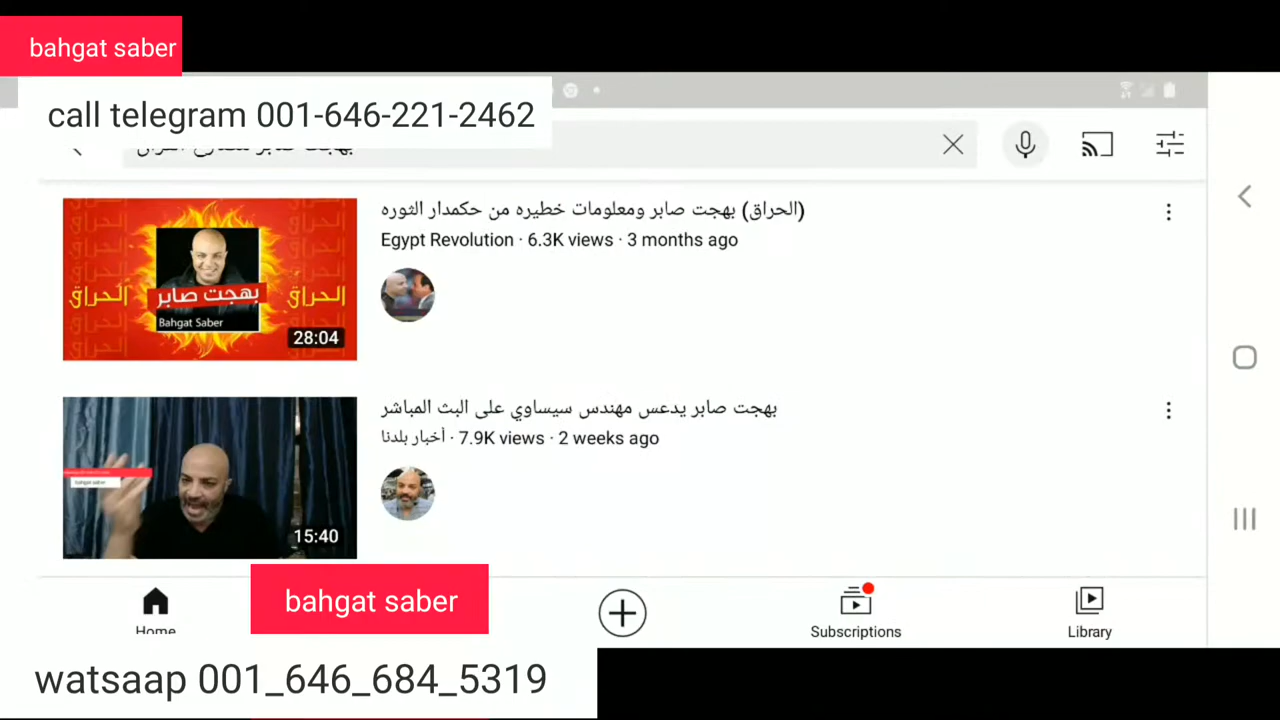 bahgat saber
call telegram 001-646-221-2462
(الحراق) بهجت صابر ومعلومات خطيره من حكمدار الثوره
Egypt Revolution · 6.3K views · 3 months ago
الحراق
بهجت صابر
الحراق
Bahgat Saber
28:04
بهجت صابر يدعس مهندس سيساوي على البث المباشر
أخبار بلدنا · 7.9K views · 2 weeks ago
bahgat saber
15:40
Home
bahgat saber
Subscriptions
Library
watsaap 001_646_684_5319